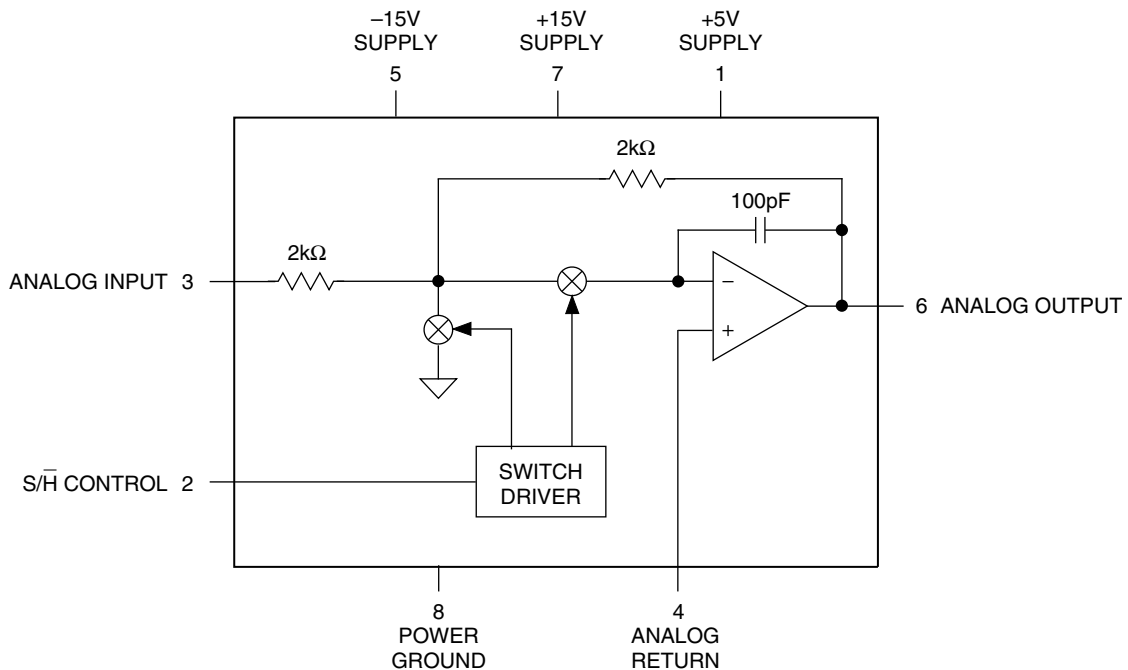 –15V
SUPPLY
5
+15V
SUPPLY
7
+5V
SUPPLY
1
2kΩ
100pF
2kΩ
ANALOG INPUT 3
–
+
6 ANALOG OUTPUT
S/H̅ CONTROL 2
SWITCH
DRIVER
8
POWER
GROUND
4
ANALOG
RETURN